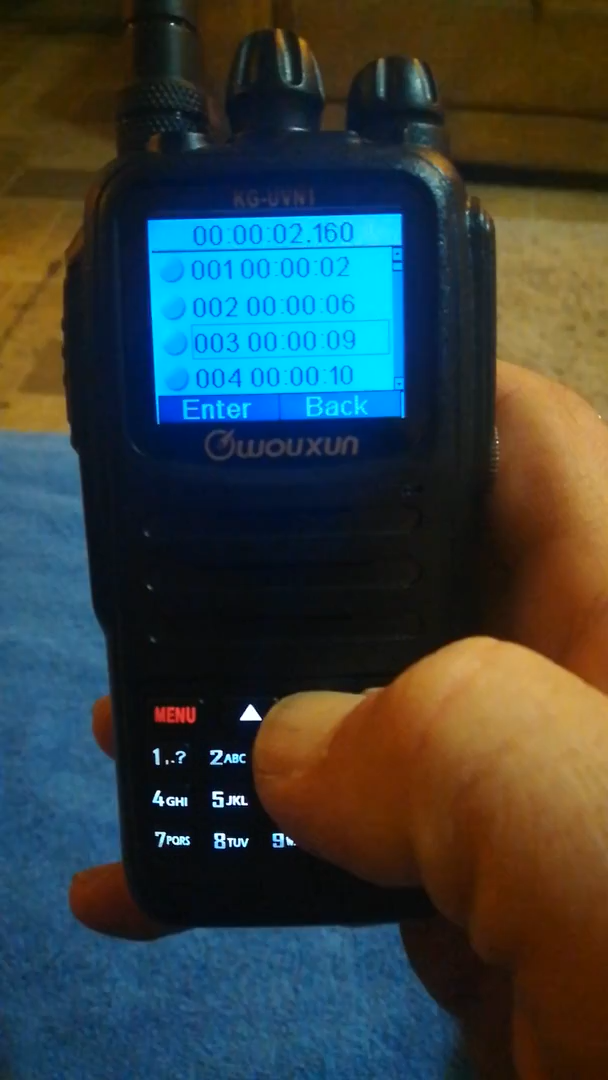 KG-UVN1
00:00:02.160
001 00:00:02
002 00:00:06
003 00:00:09
004 00:00:10
Enter Back
wouxun
MENU ▲
1,.? 2ABC
4GHI 5JKL
7PQRS 8TUV 9W